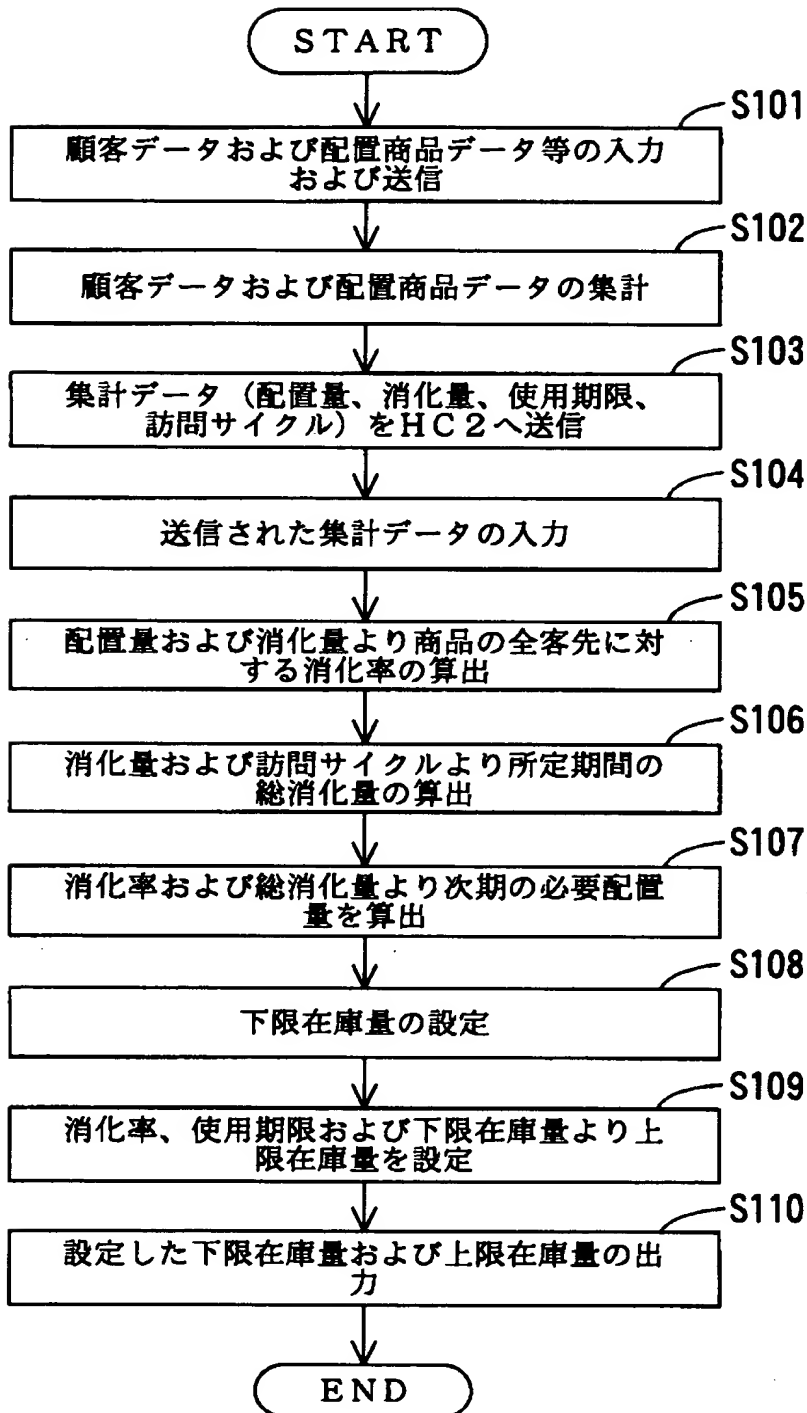 START
S101
顧客データおよび配置商品データ等の入力
および送信
S102
顧客データおよび配置商品データの集計
S103
集計データ（配置量、消化量、使用期限、
訪問サイクル）をHC2へ送信
S104
送信された集計データの入力
S105
配置量および消化量より商品の全客先に対
する消化率の算出
S106
消化量および訪問サイクルより所定期間の
総消化量の算出
S107
消化率および総消化量より次期の必要配置
量を算出
S108
下限在庫量の設定
S109
消化率、使用期限および下限在庫量より上
限在庫量を設定
S110
設定した下限在庫量および上限在庫量の出
力
END